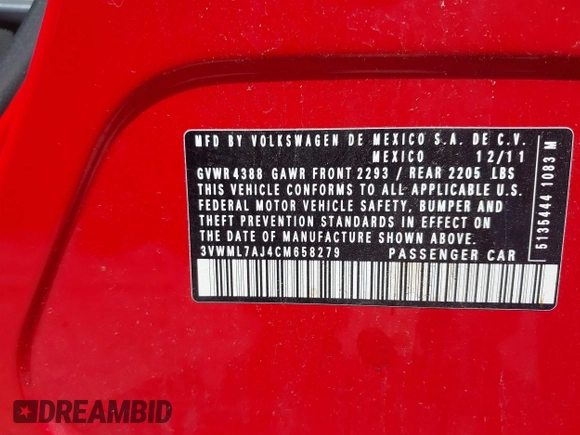 MFD BY VOLKSWAGEN DE MEXICO S.A. DE C.V.
MEXICO 12/11
GVWR 4388 GAWR FRONT 2293 / REAR 2205 LBS
THIS VEHICLE CONFORMS TO ALL APPLICABLE U.S.
FEDERAL MOTOR VEHICLE SAFETY, BUMPER AND
THEFT PREVENTION STANDARDS IN EFFECT ON
THE DATE OF MANUFACTURE SHOWN ABOVE.
3VWML7AJ4CM658279 PASSENGER CAR
5135444 1083 M
DREAMBID